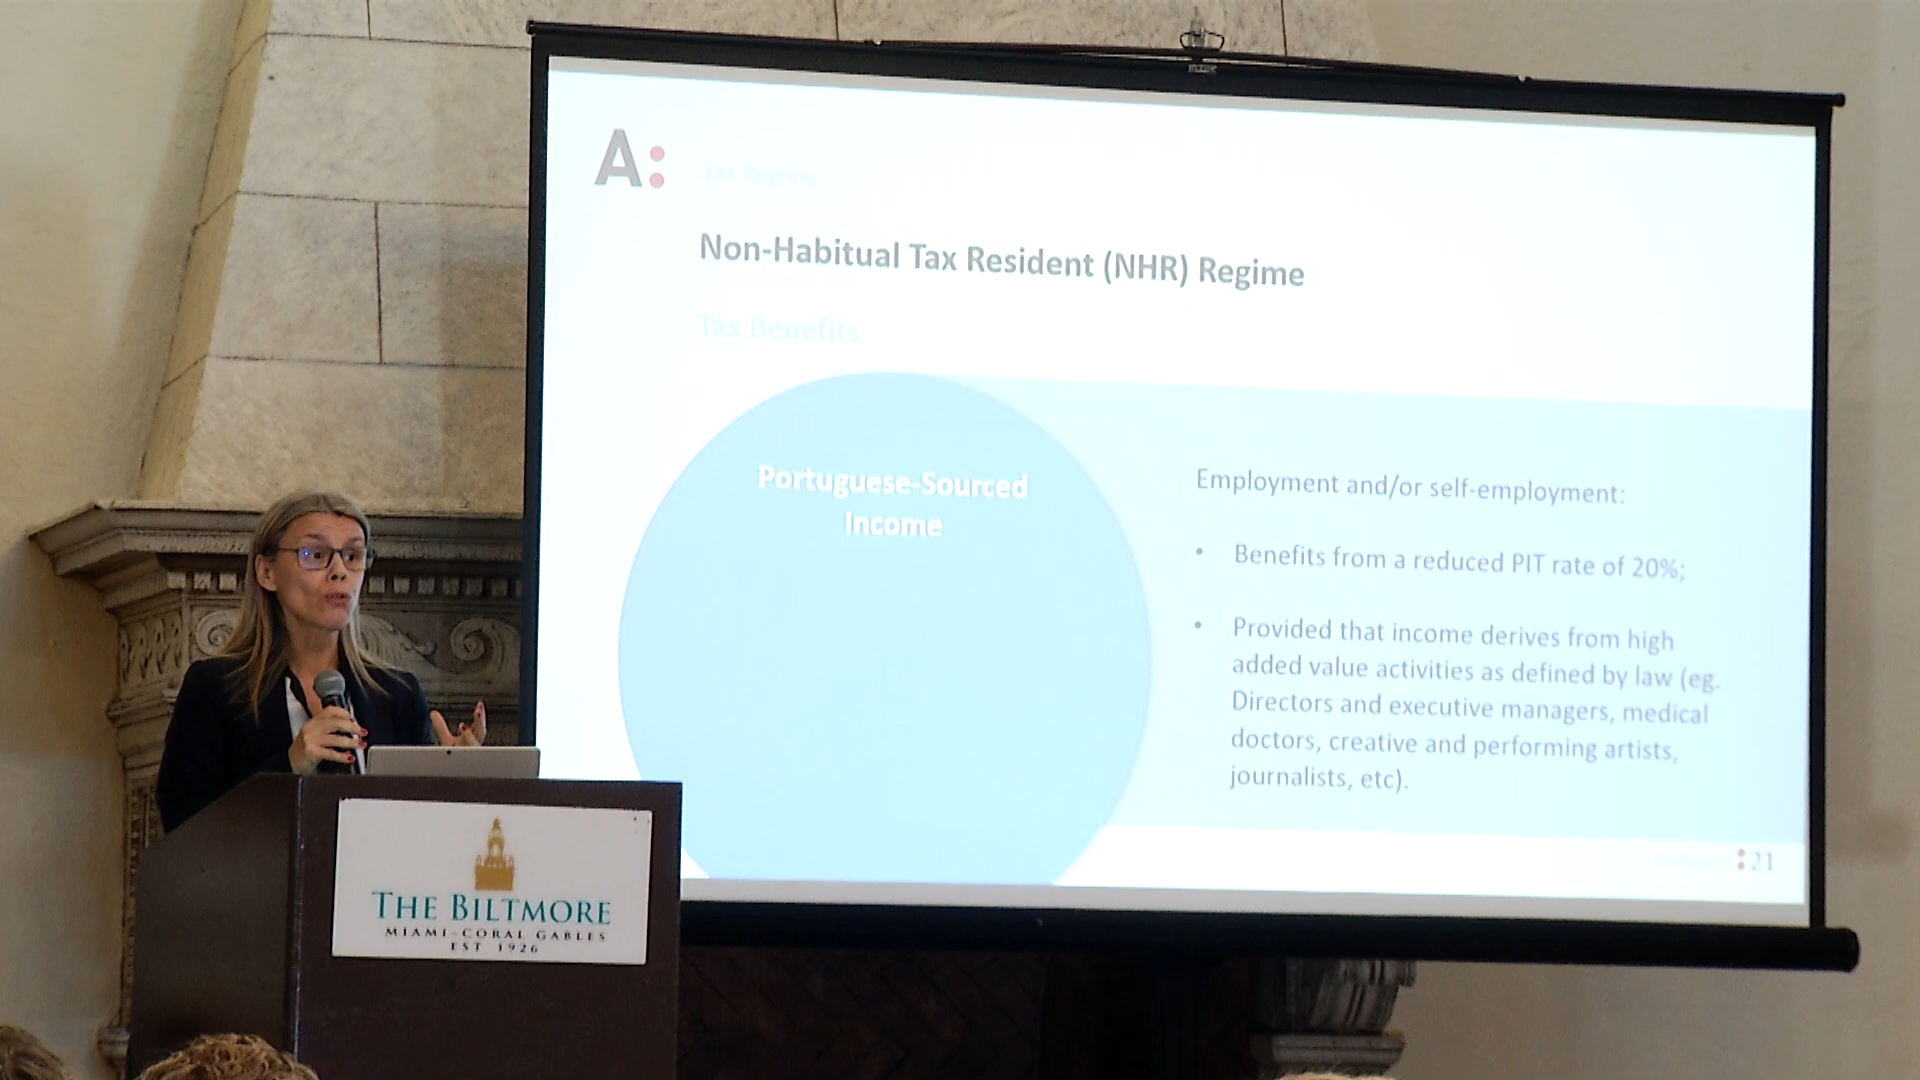 A:
Tax Regime
Non-Habitual Tax Resident (NHR) Regime
Tax Benefits
Portuguese-Sourced
Income
Employment and/or self-employment:
• Benefits from a reduced PIT rate of 20%;
• Provided that income derives from high
added value activities as defined by law (eg.
Directors and executive managers, medical
doctors, creative and performing artists,
journalists, etc).
:21
THE BILTMORE
MIAMI-CORAL GABLES
EST 1926